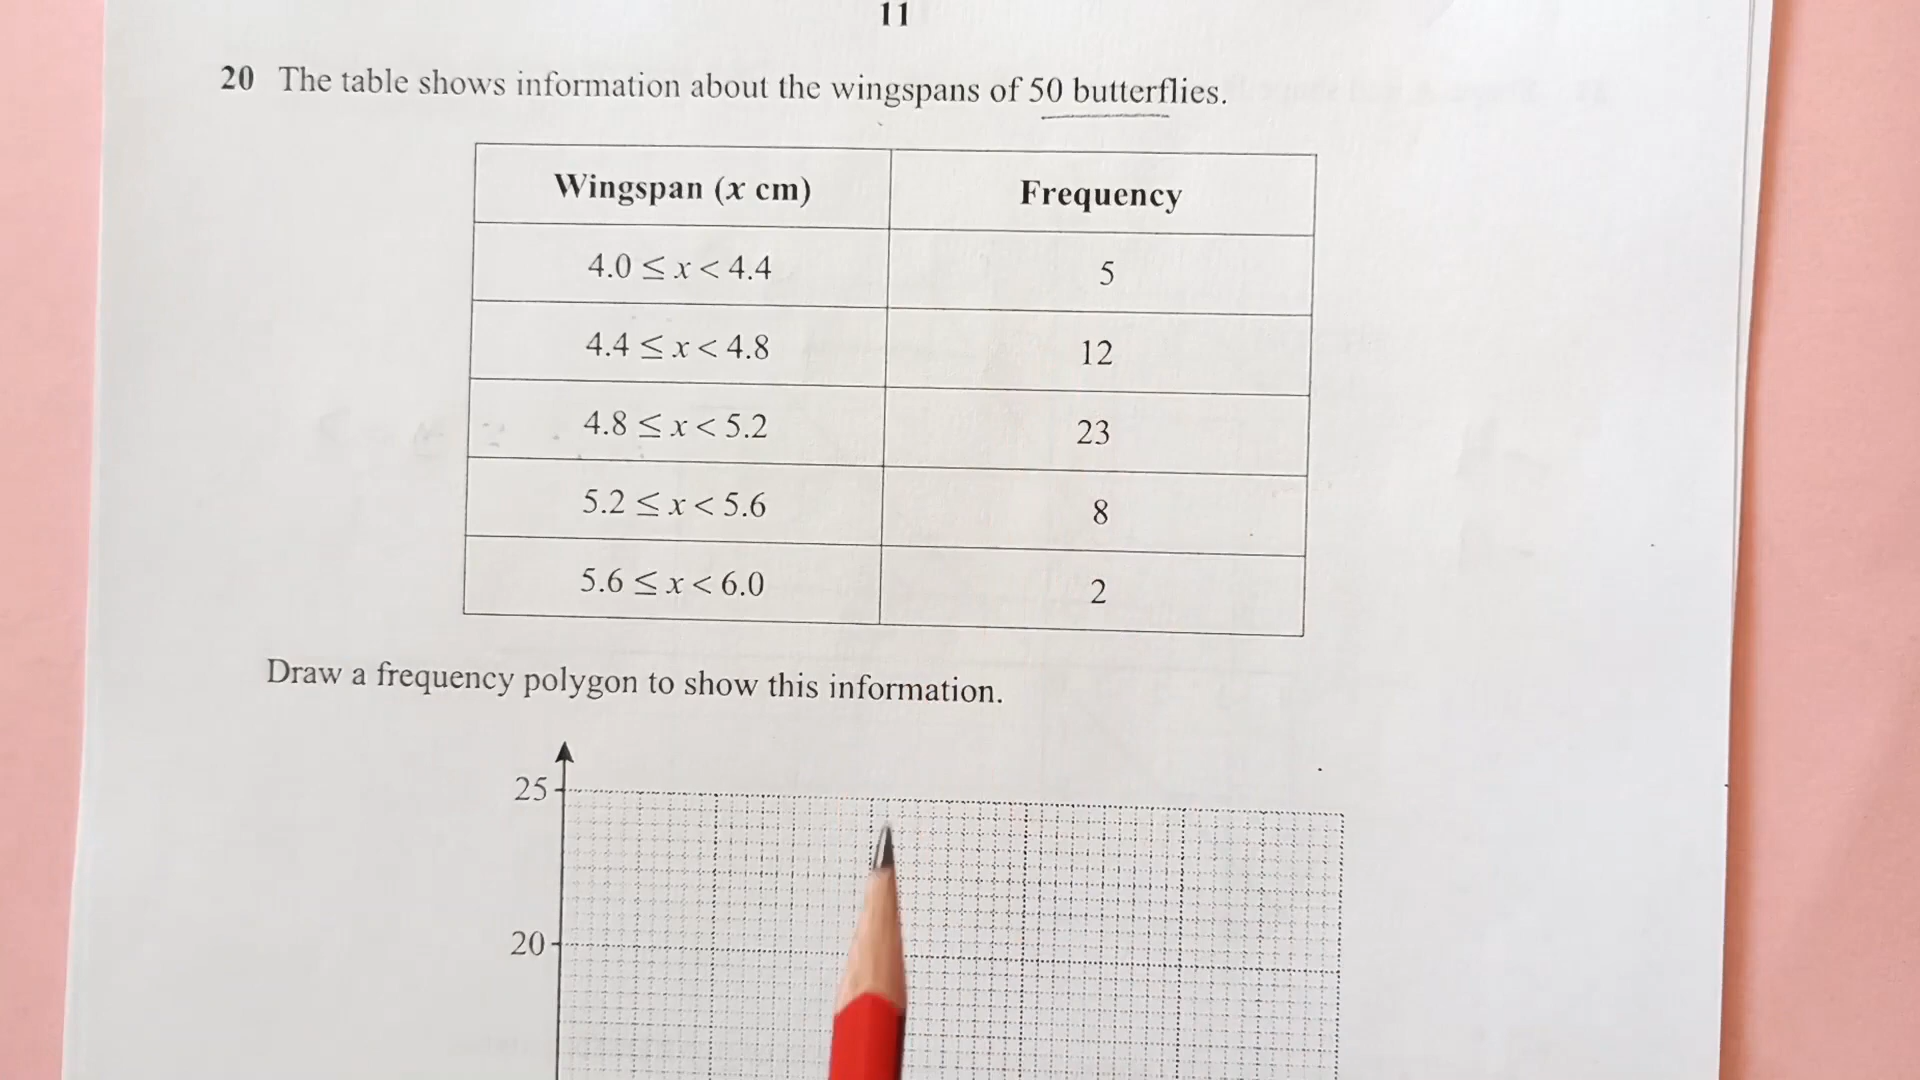 11
20 The table shows information about the wingspans of 50 butterflies.
Wingspan (x cm) Frequency
4.0 ≤ x < 4.4 5
4.4 ≤ x < 4.8 12
4.8 ≤ x < 5.2 23
5.2 ≤ x < 5.6 8
5.6 ≤ x < 6.0 2
Draw a frequency polygon to show this information.
25
20